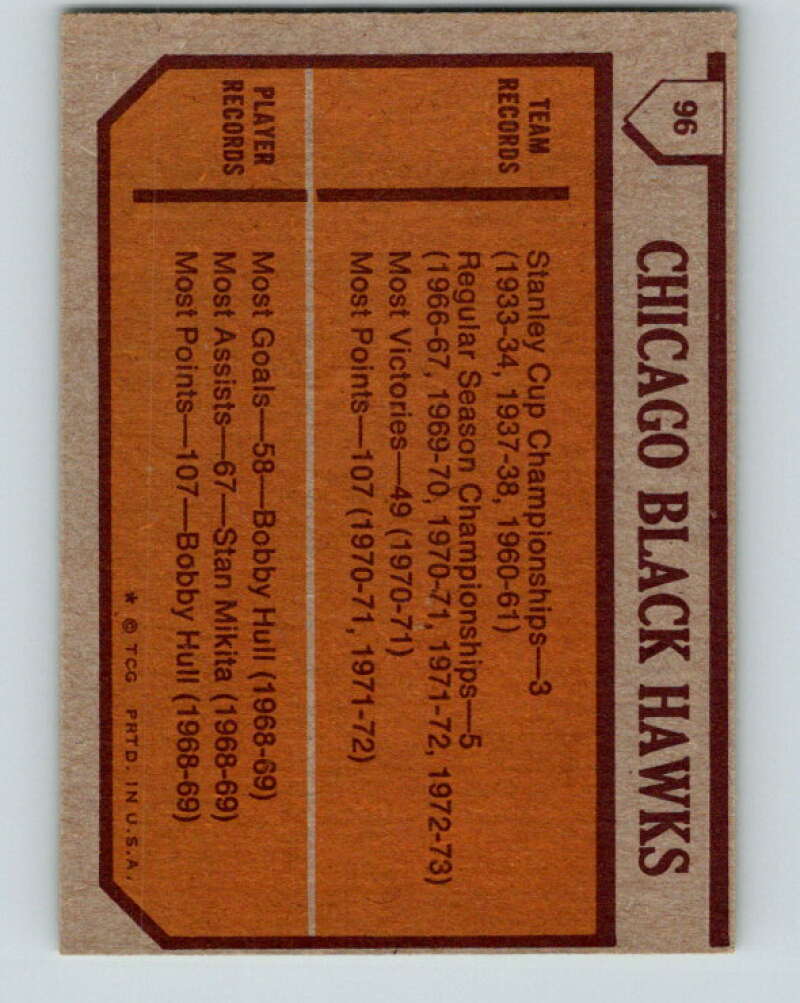 96
CHICAGO BLACK HAWKS
TEAM
RECORDS
Stanley Cup Championships—3
(1933-34, 1937-38, 1960-61)
Regular Season Championships—5
(1966-67, 1969-70, 1970-71, 1971-72, 1972-73)
Most Victories—49 (1970-71)
Most Points—107 (1970-71, 1971-72)
PLAYER
RECORDS
Most Goals—58—Bobby Hull (1968-69)
Most Assists—67—Stan Mikita (1968-69)
Most Points—107—Bobby Hull (1968-69)
* © TCG PRTD. IN U.S.A.